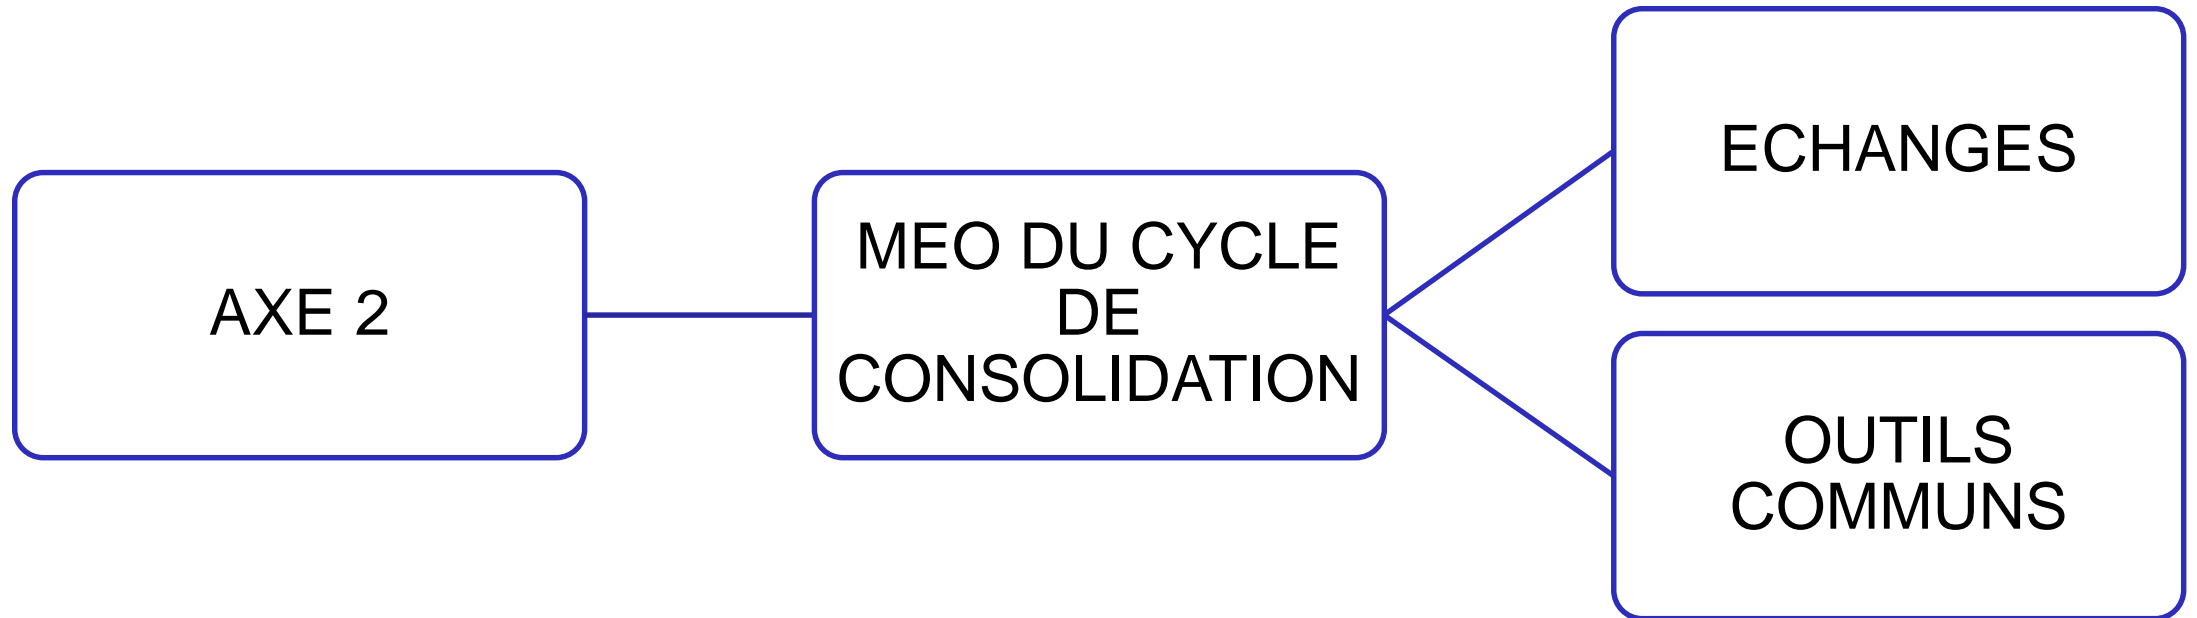 AXE 2
MEO DU CYCLE
DE
CONSOLIDATION
ECHANGES
OUTILS
COMMUNS